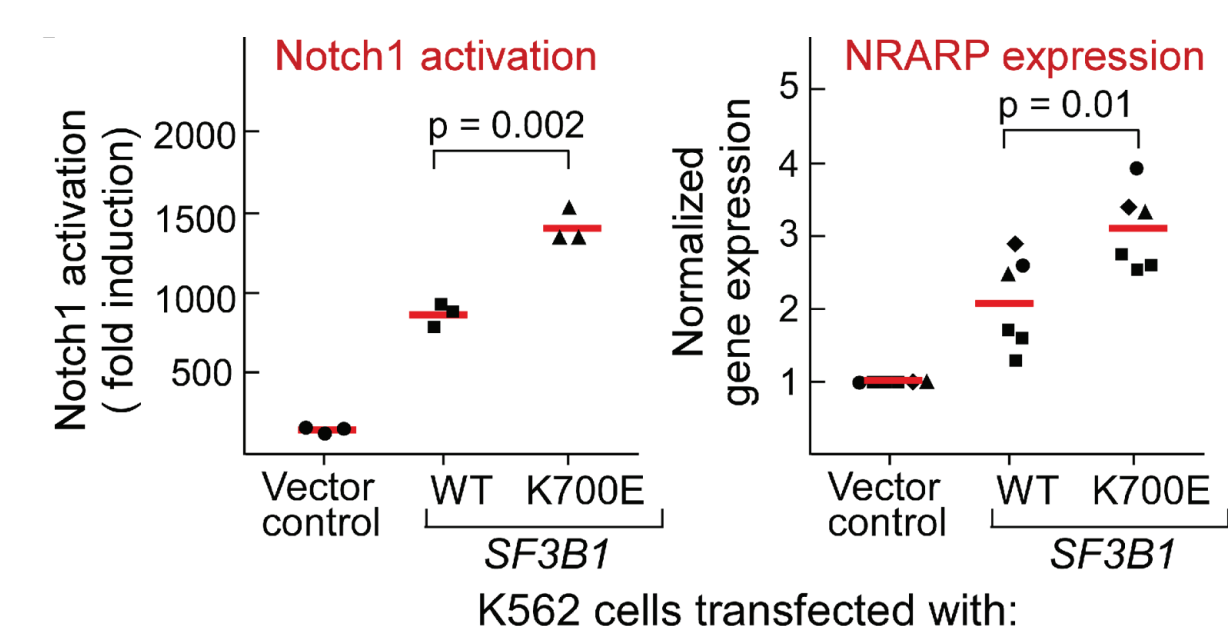 Notch1 activation
Notch1 activation
( fold induction)
2000
1500
1000
500
p = 0.002
Vector
control
WT
K700E
SF3B1
NRARP expression
Normalized
gene expression
5
4
3
2
1
p = 0.01
Vector
control
WT
K700E
SF3B1
K562 cells transfected with: